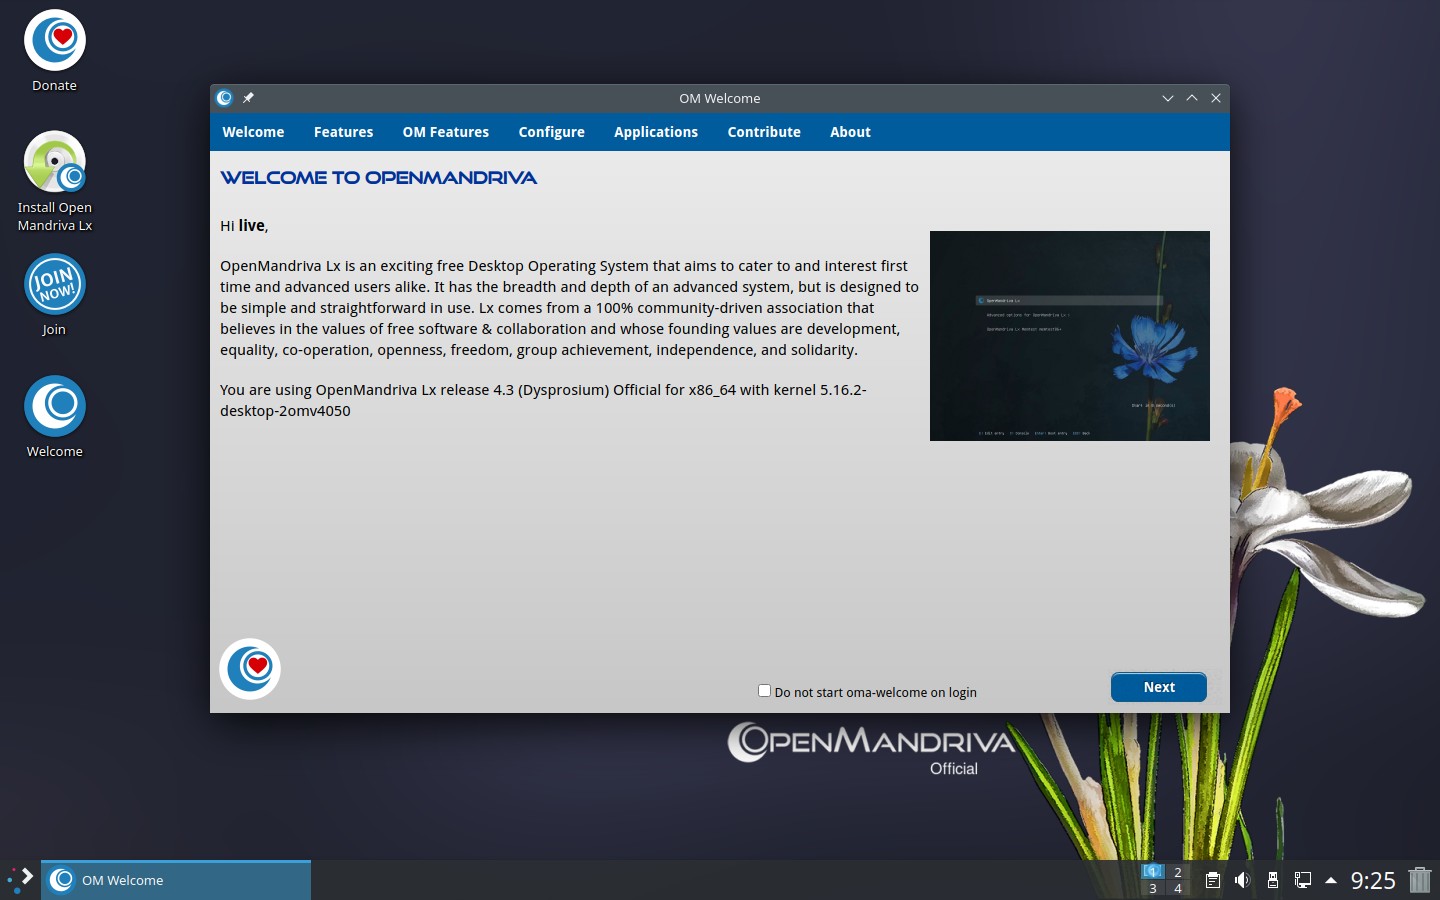 Donate
Install Open
Mandriva Lx
JOIN
NOW!
Join
Welcome
OM Welcome
Welcome Features OM Features Configure Applications Contribute About
WELCOME TO OPENMANDRIVA
Hi live,
OpenMandriva Lx is an exciting free Desktop Operating System that aims to cater to and interest first
time and advanced users alike. It has the breadth and depth of an advanced system, but is designed to
be simple and straightforward in use. Lx comes from a 100% community-driven association that
believes in the values of free software & collaboration and whose founding values are development,
equality, co-operation, openness, freedom, group achievement, independence, and solidarity.
You are using OpenMandriva Lx release 4.3 (Dysprosium) Official for x86_64 with kernel 5.16.2-
desktop-2omv4050
OpenMandriva Lx
Advanced options for OpenMandriva Lx
Do not start oma-welcome on login
Next
OPENMANDRIVA
Official
OM Welcome
1 2
3 4
9:25